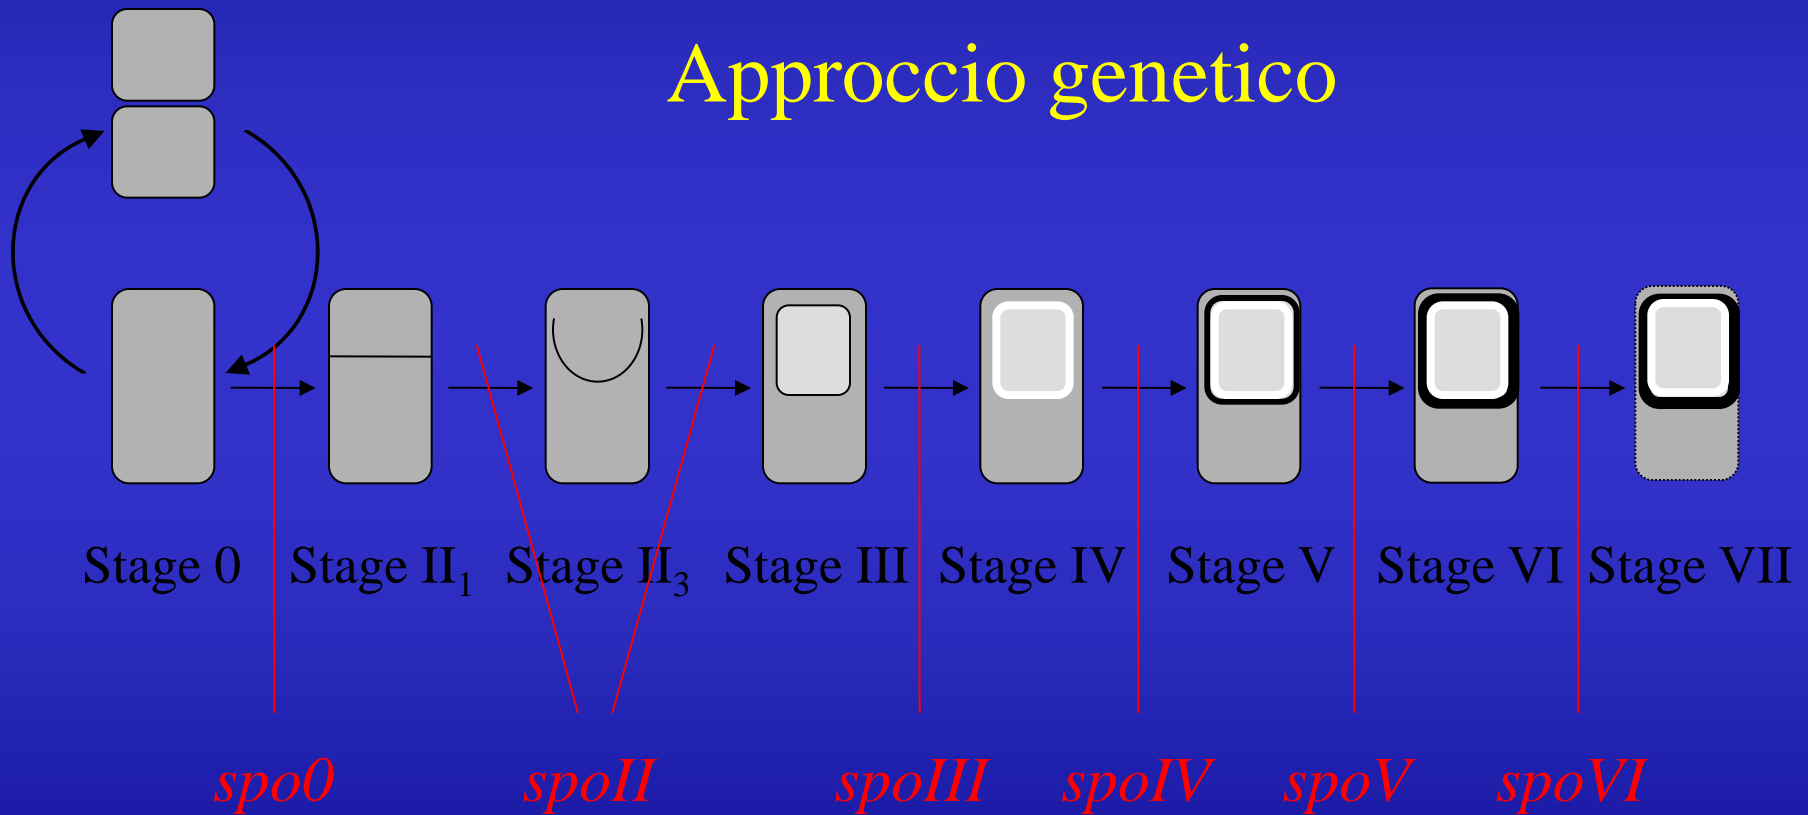 Approccio genetico
Stage 0 Stage II₁ Stage II₃ Stage III Stage IV Stage V Stage VI Stage VII
spo0 spoII spoIII spoIV spoV spoVI